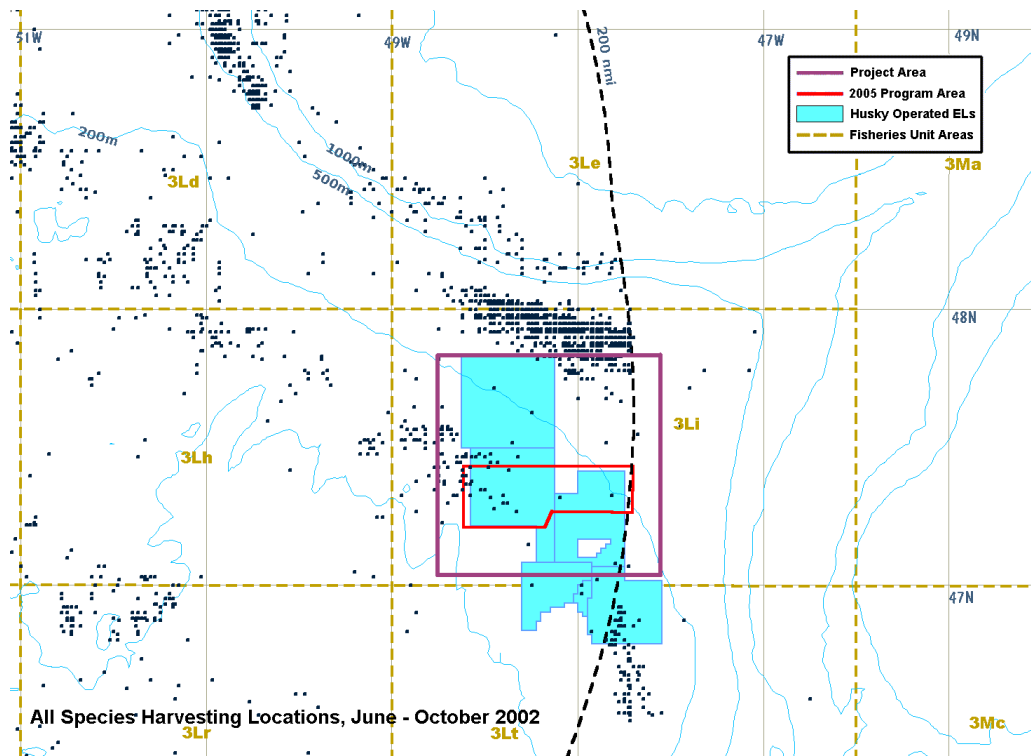 51W
49W
47W
49N
200 nmi
Project Area
2005 Program Area
Husky Operated ELs
Fisheries Unit Areas
200m
1000m
500m
3Ld
3Le
3Ma
48N
3Li
3Lh
47N
All Species Harvesting Locations, June - October 2002
3Lr
3Lt
3Mc